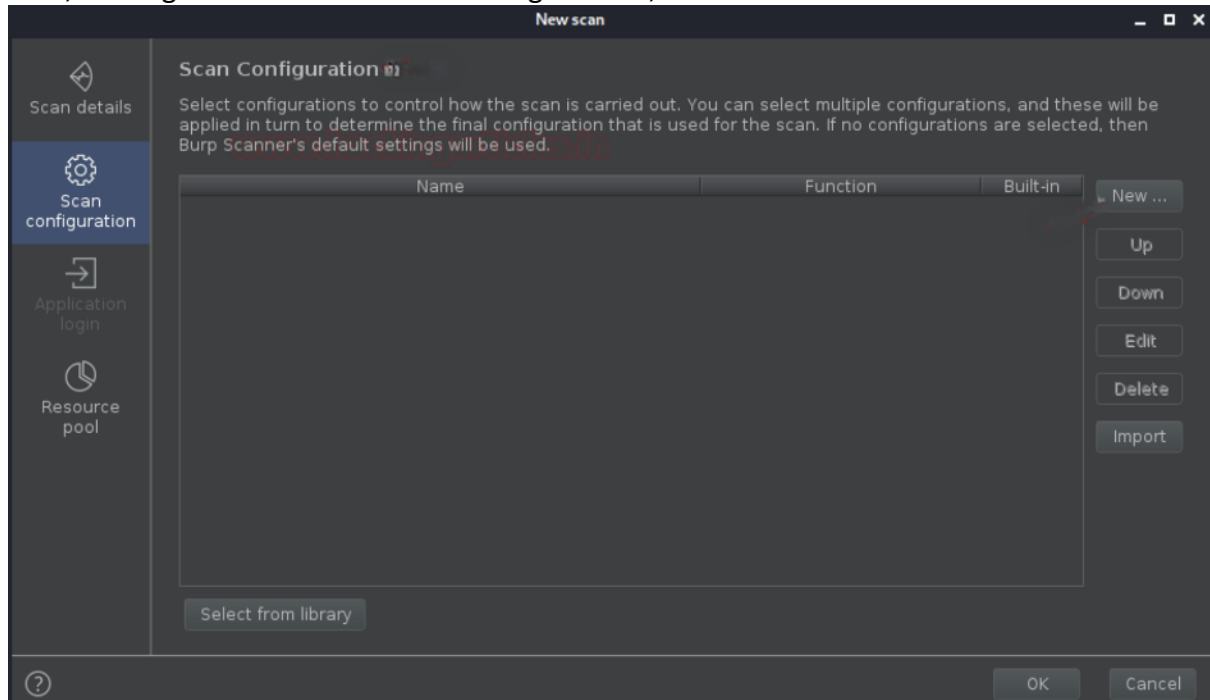 New scan
Scan details
Scan
configuration
Application
login
Resource
pool
Scan Configuration
Select configurations to control how the scan is carried out. You can select multiple configurations, and these will be
applied in turn to determine the final configuration that is used for the scan. If no configurations are selected, then
Burp Scanner's default settings will be used.
Name Function Built-in
New ...
Up
Down
Edit
Delete
Import
Select from library
?
OK Cancel